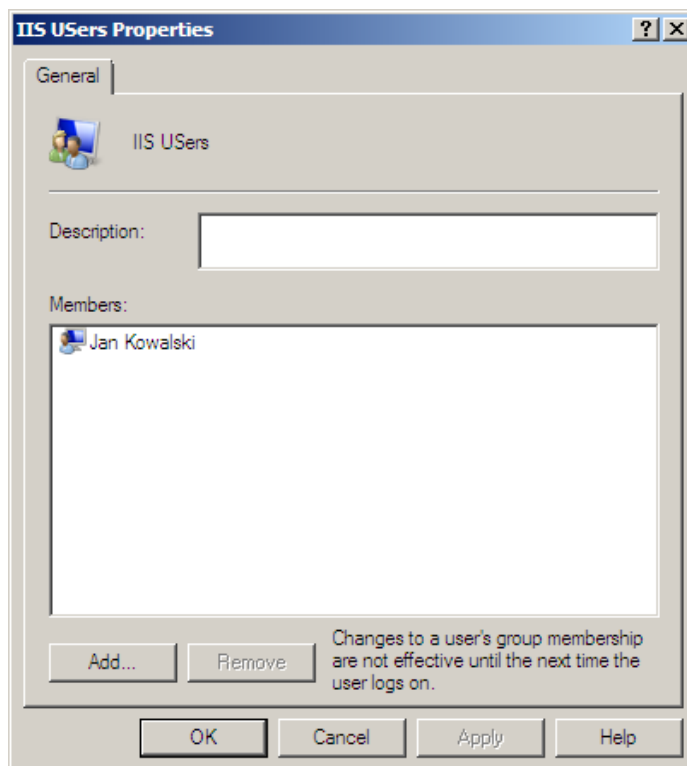 IIS USers Properties
General
IIS USers
Description:
Members:
Jan Kowalski
Add...
Remove
Changes to a user's group membership
are not effective until the next time the
user logs on.
OK
Cancel
Apply
Help